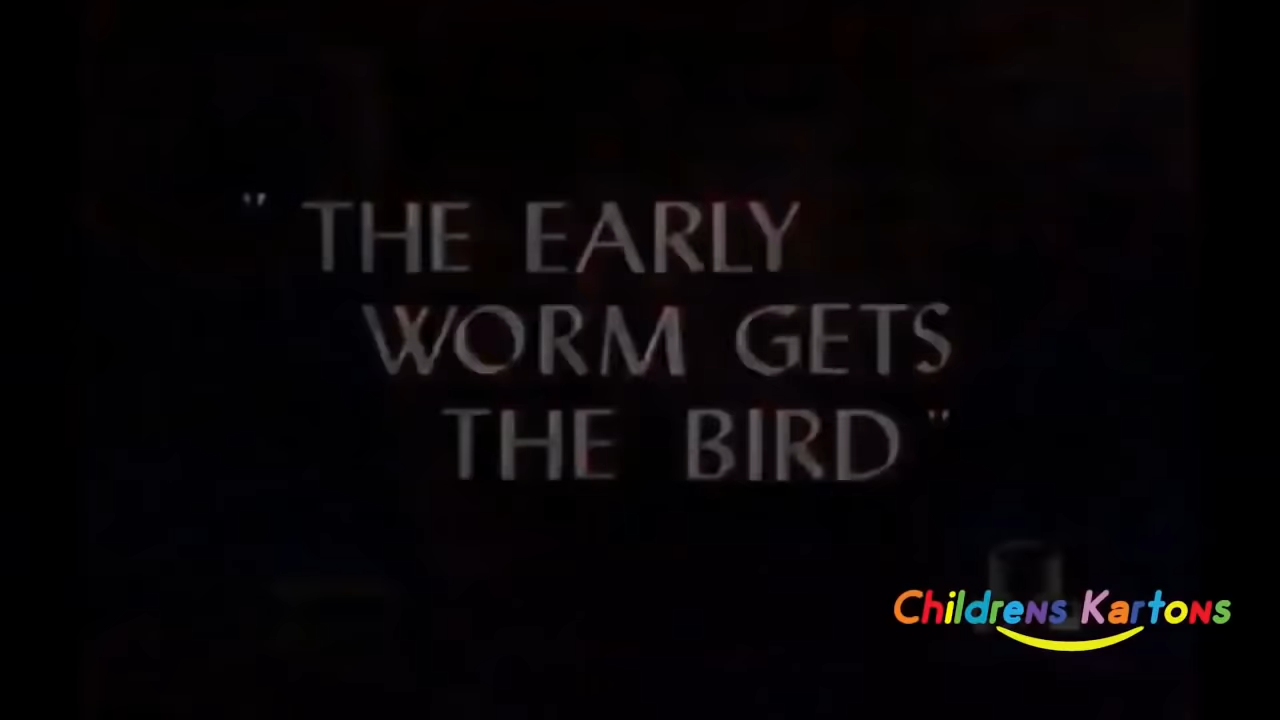 " THE EARLY
WORM GETS
THE BIRD "
Childrens Kartons